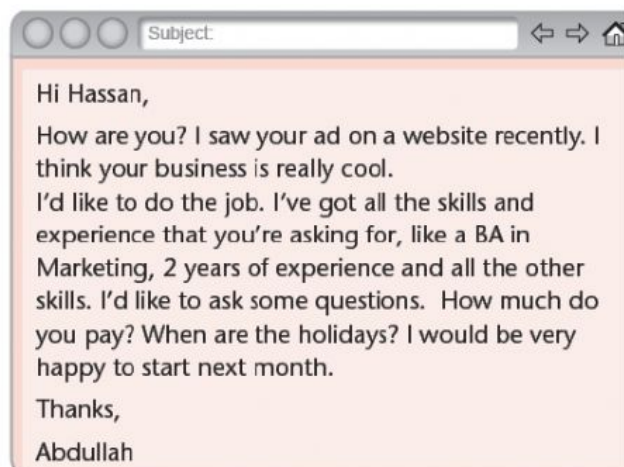 Subject:
Hi Hassan,
How are you? I saw your ad on a website recently. I
think your business is really cool.
I'd like to do the job. I've got all the skills and
experience that you're asking for, like a BA in
Marketing, 2 years of experience and all the other
skills. I'd like to ask some questions.  How much do
you pay? When are the holidays? I would be very
happy to start next month.
Thanks,
Abdullah